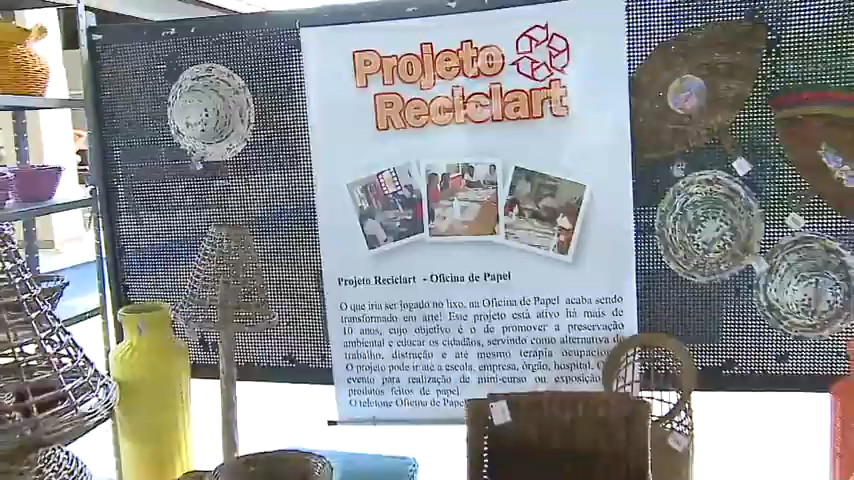 Projeto
Reciclart
Projeto Reciclart - Oficina de Papel
O que iria ser jogado no lixo, na Oficina de Papel acaba sendo
transformado em arte! Esse projeto está ativo há mais de
10 anos, cujo objetivo é o de promover a preservação
ambiental e educar os cidadãos, servindo como alternativa de
trabalho, distração e até mesmo terapia ocupacional
O projeto pode ir até a escola, empresa, órgão, hospital
evento para realização de mini-curso ou exposição
produtos feitos de papel
O telefone Oficina de Papel